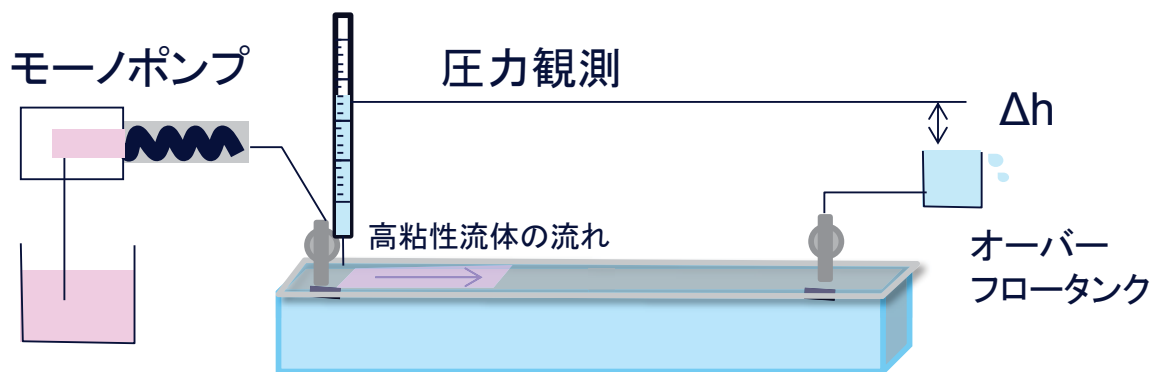 モーノポンプ
圧力観測
Δh
高粘性流体の流れ
オーバー
フロータンク